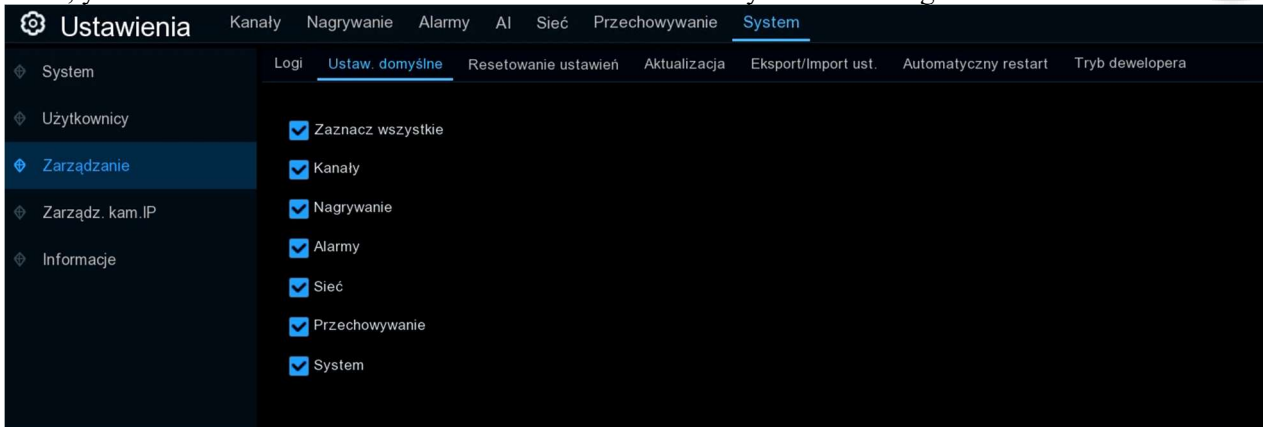 Ustawienia Kanały Nagrywanie Alarmy AI Sieć Przechowywanie System
Logi Ustaw. domyślne Resetowanie ustawień Aktualizacja Eksport/Import ust. Automatyczny restart Tryb dewelopera
System
Użytkownicy
Zarządzanie
Zarządz. kam.IP
Informacje
Zaznacz wszystkie
Kanały
Nagrywanie
Alarmy
Sieć
Przechowywanie
System